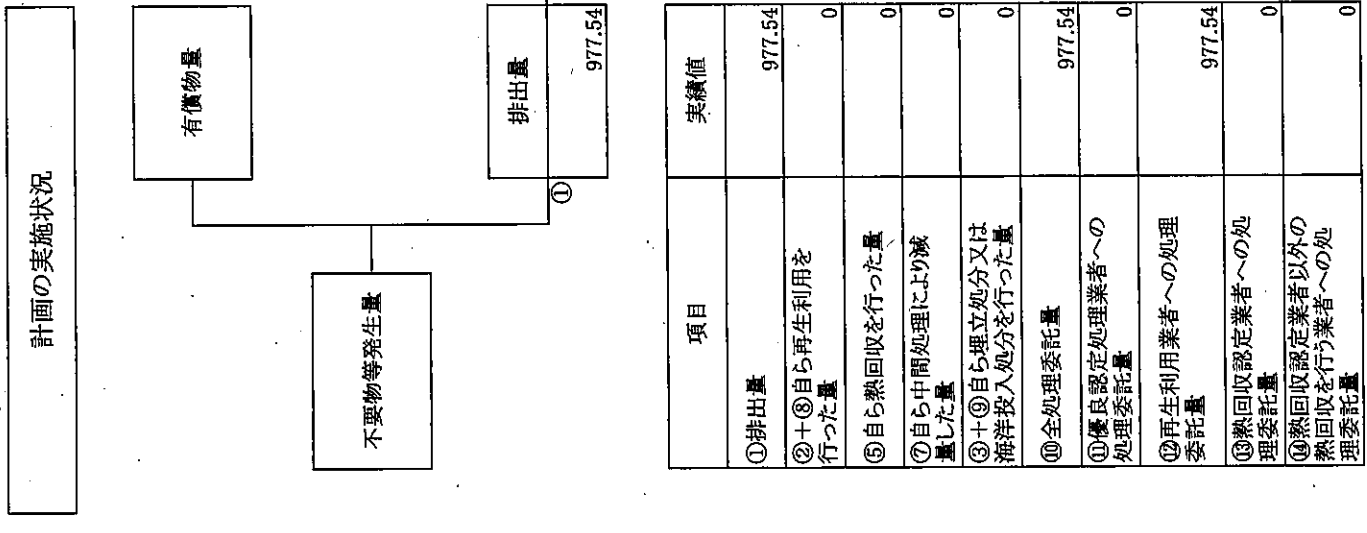 計画の実施状況
有償物量
不要物等発生量
排出量
①
977.54
項目
実績値
①排出量
977.54
②+⑧自ら再生利用を
行った量
0
⑤自ら熱回収を行った量
0
⑦自ら中間処理により減
量した量
0
③+⑨自ら埋立処分又は
海洋投入処分を行った量
0
⑩全処理委託量
977.54
⑪優良認定処理業者への
処理委託量
0
⑫再生利用業者への処理
委託量
977.54
⑬熱回収認定業者への処
理委託量
0
⑭熱回収認定業者以外の
熱回収を行う業者への処
理委託量
0